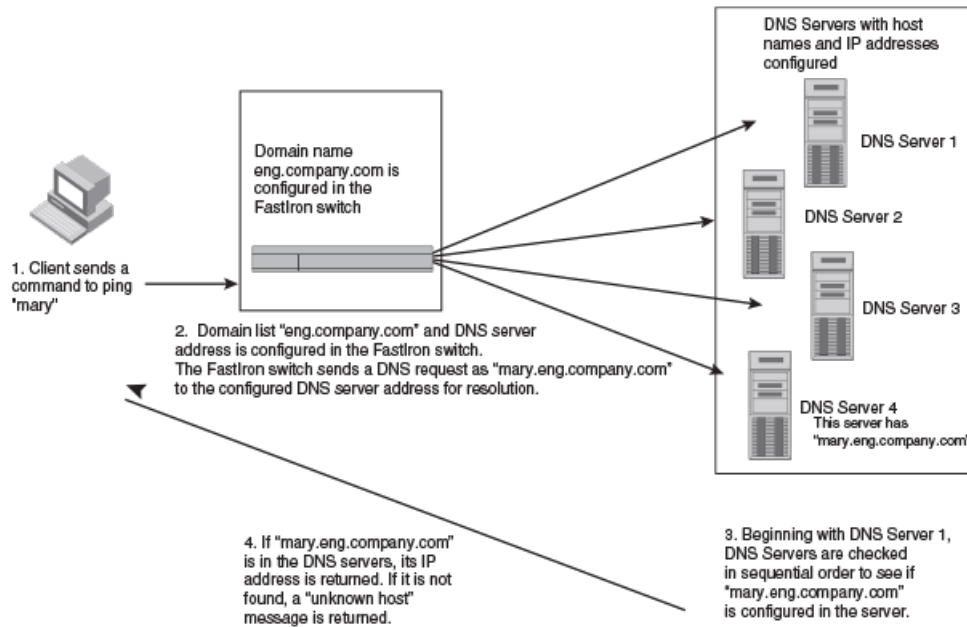 DNS Servers with host
names and IP addresses
configured
DNS Server 1
Domain name
eng.company.com is
configured in the
FastIron switch
DNS Server 2
1. Client sends a
command to ping
"mary"
DNS Server 3
2. Domain list “eng.company.com” and DNS server
address is configured in the FastIron switch.
The FastIron switch sends a DNS request as “mary.eng.company.com”
to the configured DNS server address for resolution.
DNS Server 4
This server has
“mary.eng.company.com”
4. If “mary.eng.company.com”
is in the DNS servers, its IP
address is returned. If it is not
found, a “unknown host”
message is returned.
3. Beginning with DNS Server 1,
DNS Servers are checked
in sequential order to see if
“mary.eng.company.com”
is configured in the server.